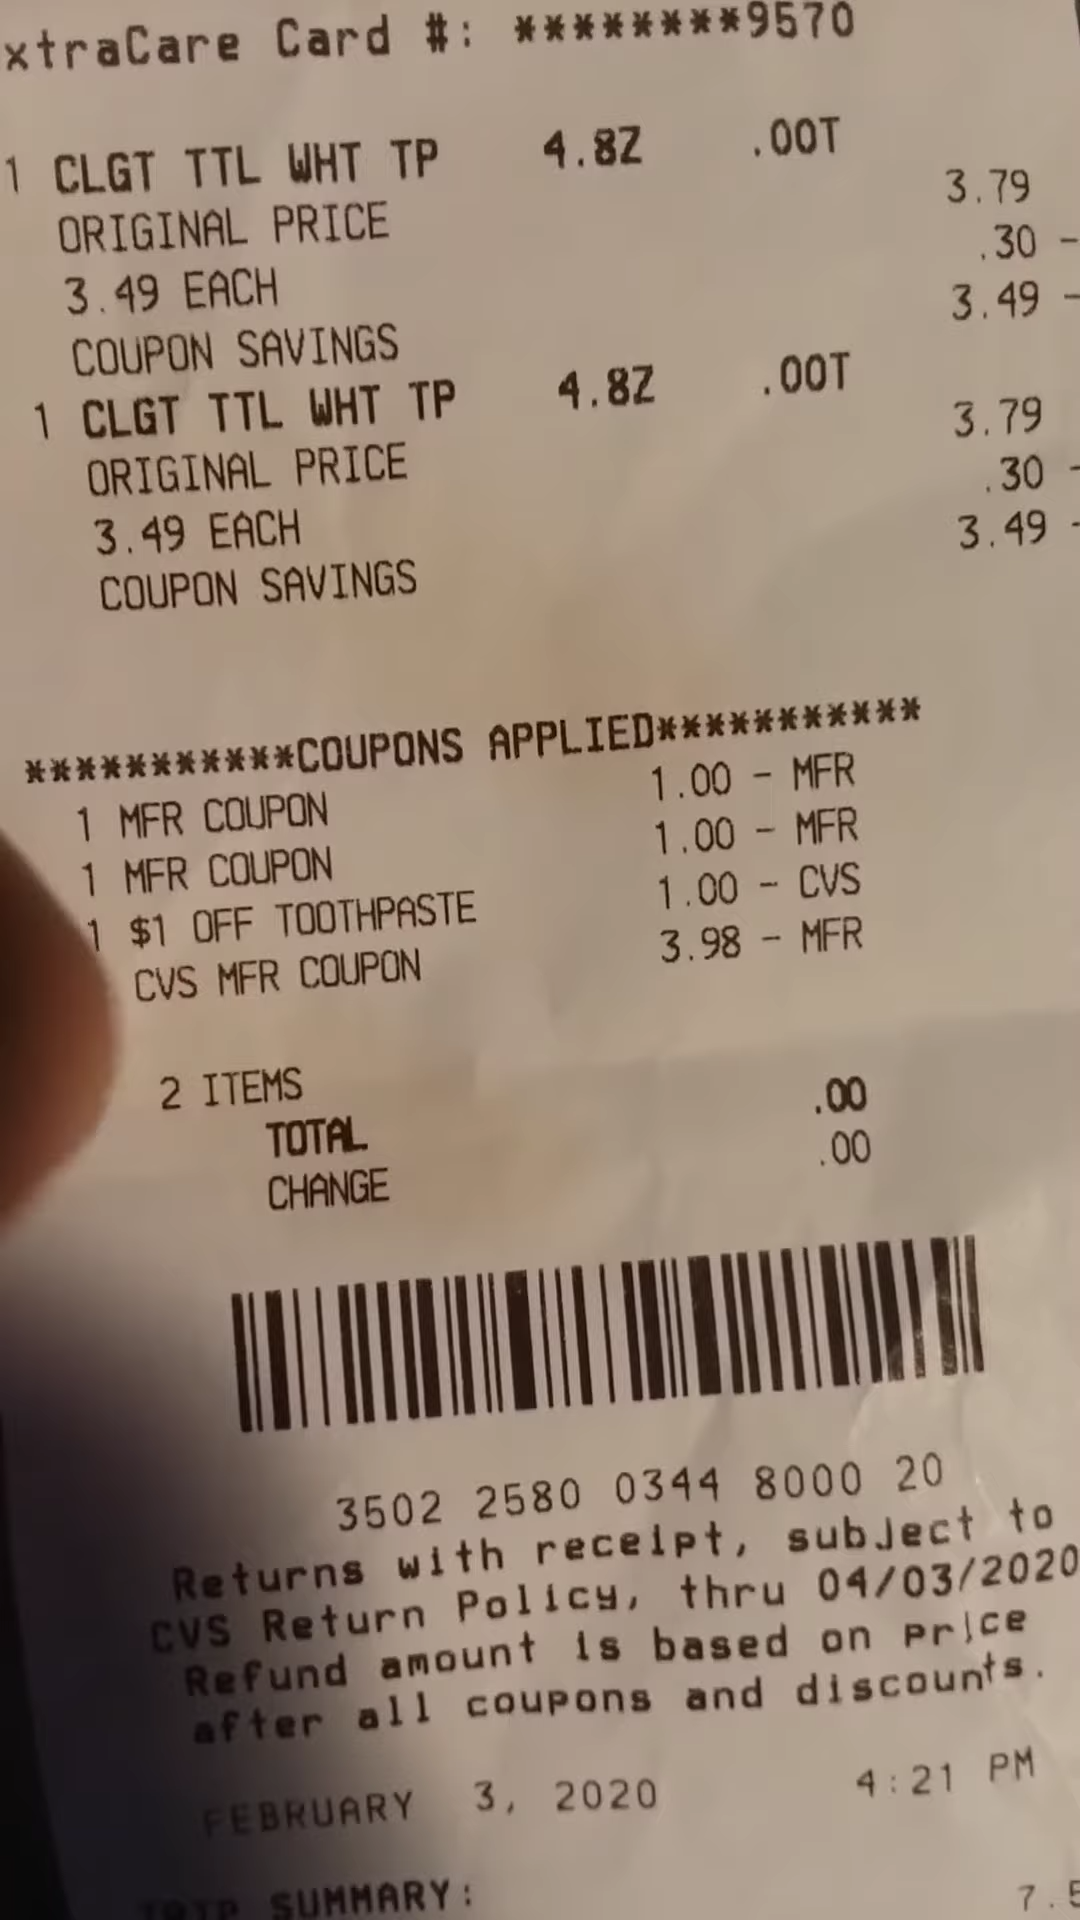 xtraCare Card #: ********9570
1 CLGT TTL WHT TP 4.8Z .00T
ORIGINAL PRICE 3.79
3.49 EACH .30 -
COUPON SAVINGS 3.49 -
1 CLGT TTL WHT TP 4.8Z .00T
ORIGINAL PRICE 3.79
3.49 EACH .30 -
COUPON SAVINGS 3.49 -
***********COUPONS APPLIED***********
1 MFR COUPON 1.00 - MFR
1 MFR COUPON 1.00 - MFR
1 $1 OFF TOOTHPASTE 1.00 - CVS
CVS MFR COUPON 3.98 - MFR
2 ITEMS
TOTAL .00
CHANGE .00
3502 2580 0344 8000 20
Returns with receipt, subject to
CVS Return Policy, thru 04/03/2020
Refund amount is based on price
after all coupons and discounts.
FEBRUARY 3, 2020 4:21 PM
TRIP SUMMARY: